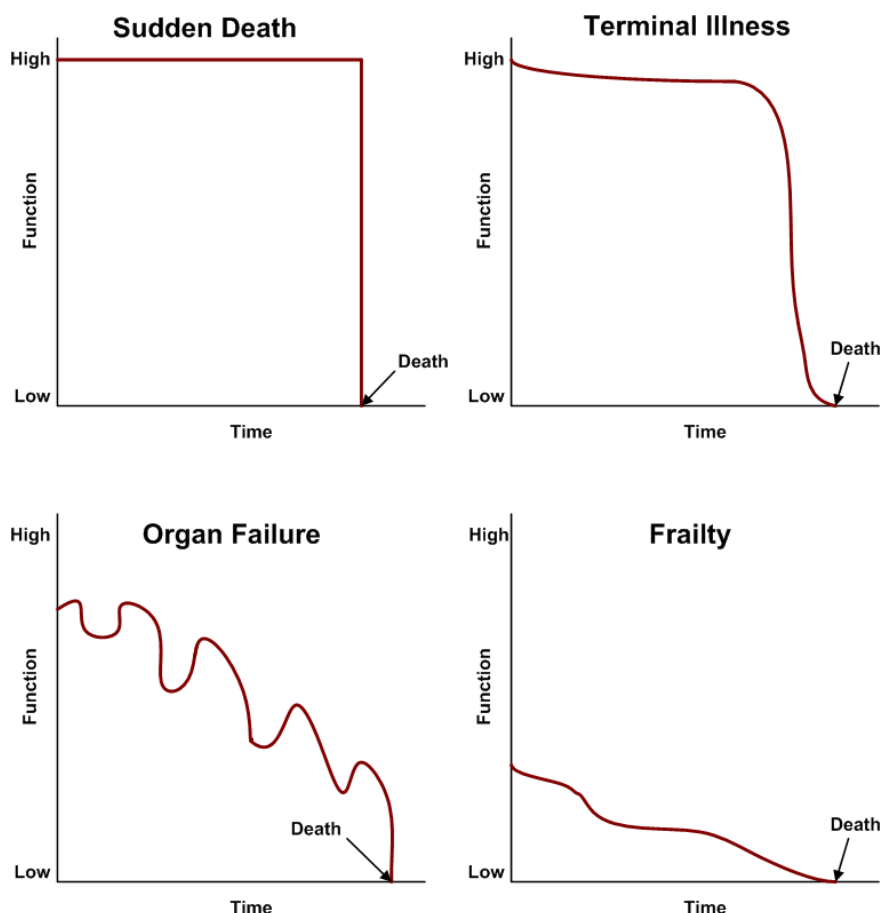 Sudden Death
High
Function
Low
Death
Time
Terminal Illness
High
Function
Low
Death
Time
Organ Failure
High
Function
Low
Death
Time
Frailty
High
Function
Low
Death
Time